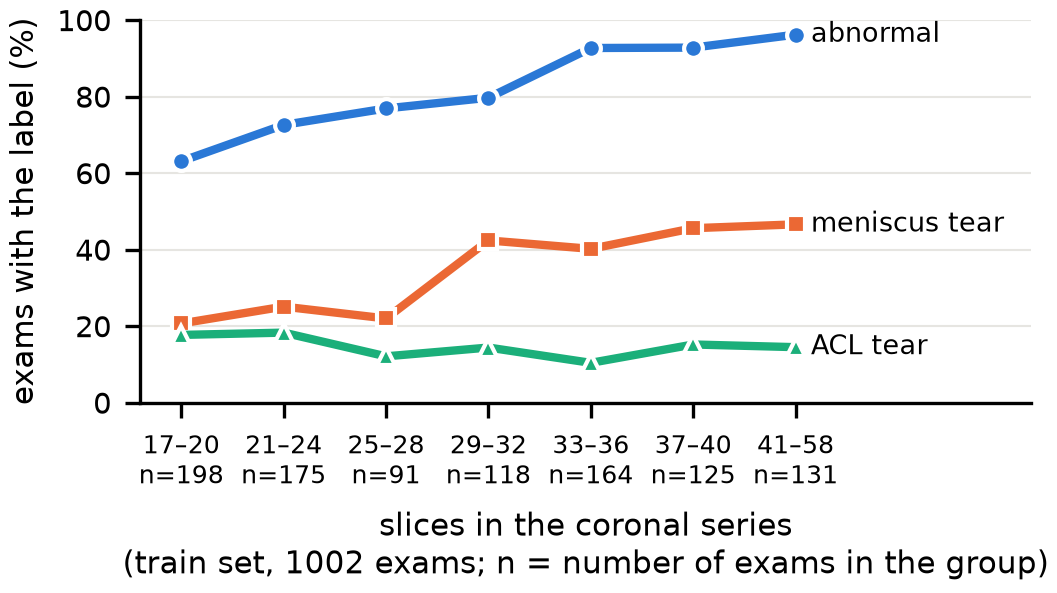 exams with the label (%)
100
80
60
40
20
0
abnormal
meniscus tear
ACL tear
17–20 21–24 25–28 29–32 33–36 37–40 41–58
n=198 n=175 n=91 n=118 n=164 n=125 n=131
slices in the coronal series
(train set, 1002 exams; n = number of exams in the group)